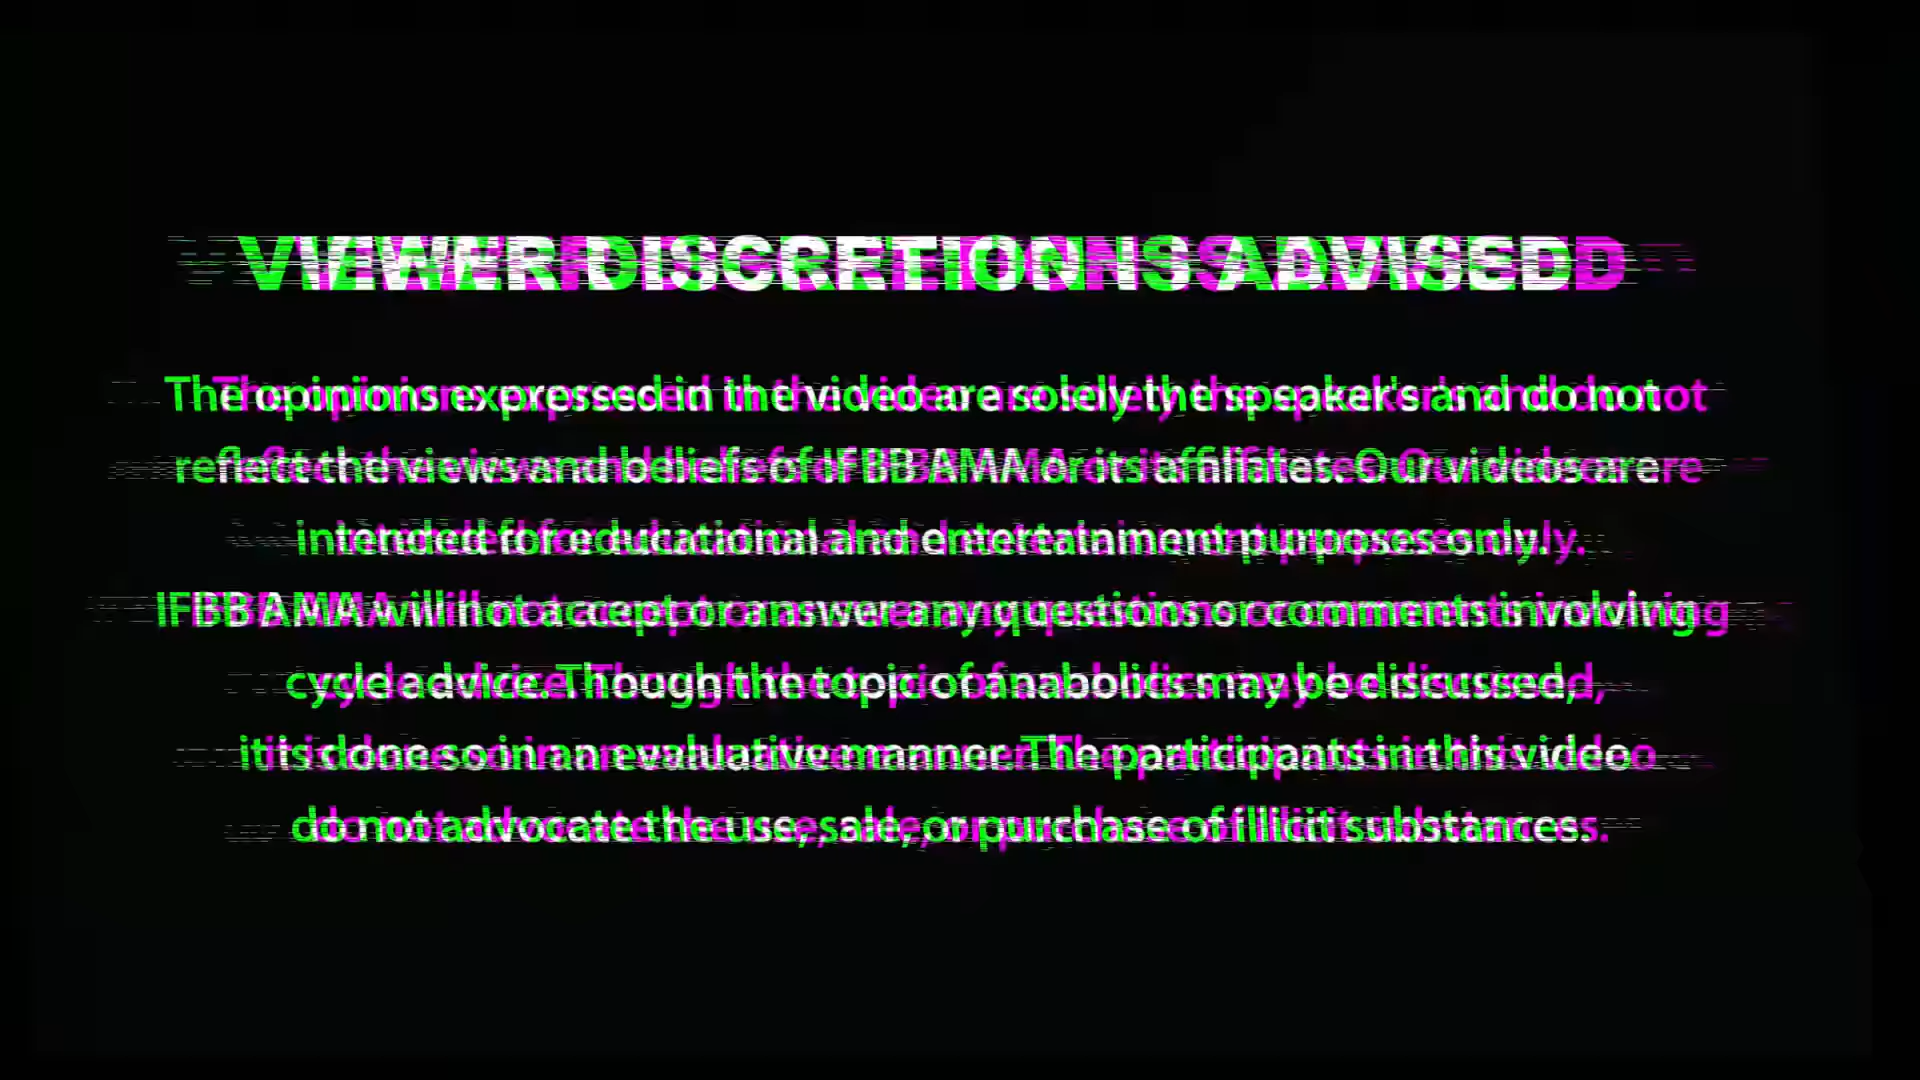 VIEWER DISCRETION IS ADVISED
The opinions expressed in the video are solely the speaker's and do not
reflect the views and beliefs of IFBB AMA or its affiliates. Our videos are
intended for educational and entertainment purposes only.
IFBB AMA will not accept or answer any questions or comments involving
cycle advice. Though the topic of anabolics may be discussed,
it is done so in an evaluative manner. The participants in this video
do not advocate the use, sale, or purchase of illicit substances.